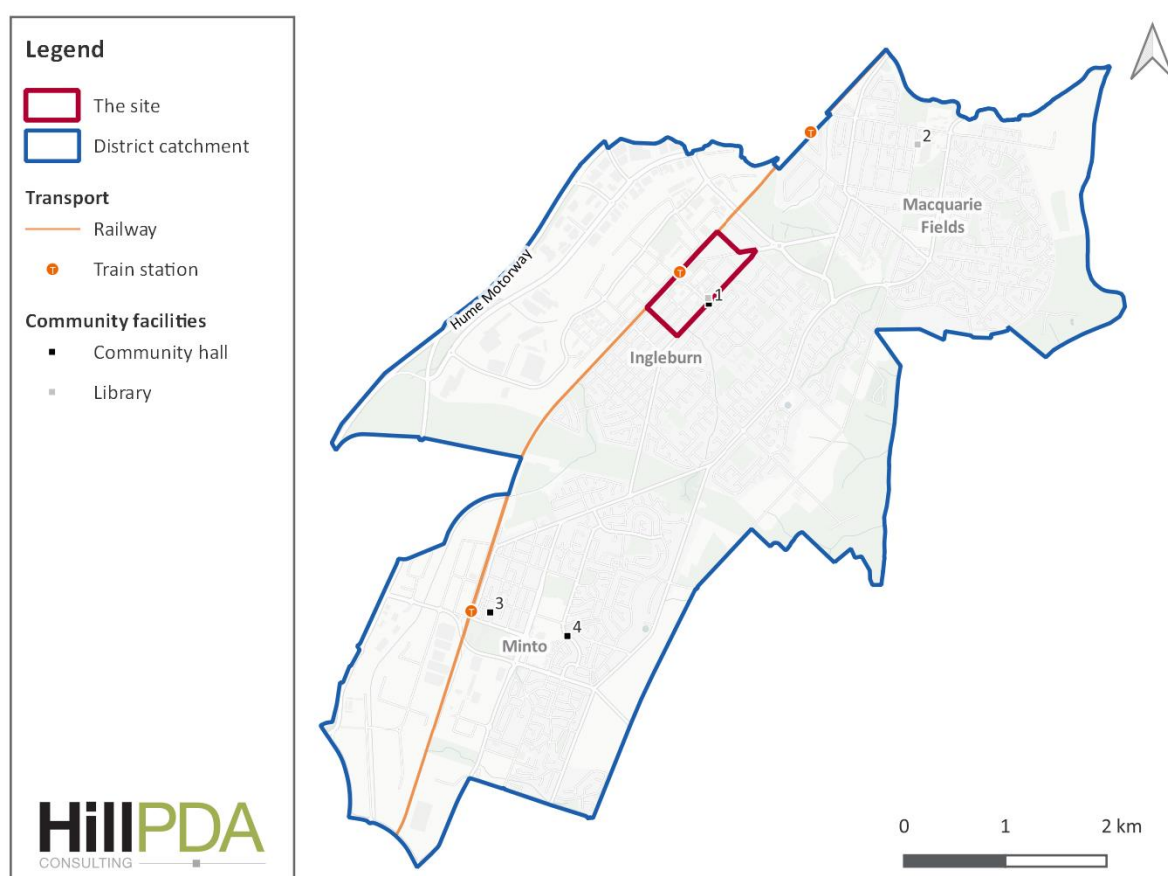 Legend
The site
District catchment
Transport
Railway
T
Train station
Community facilities
Community hall
Library
HillPDA
CONSULTING
T
2
Macquarie
Fields
Hume Motorway
T
1
Ingleburn
T
3
4
Minto
0 1 2 km